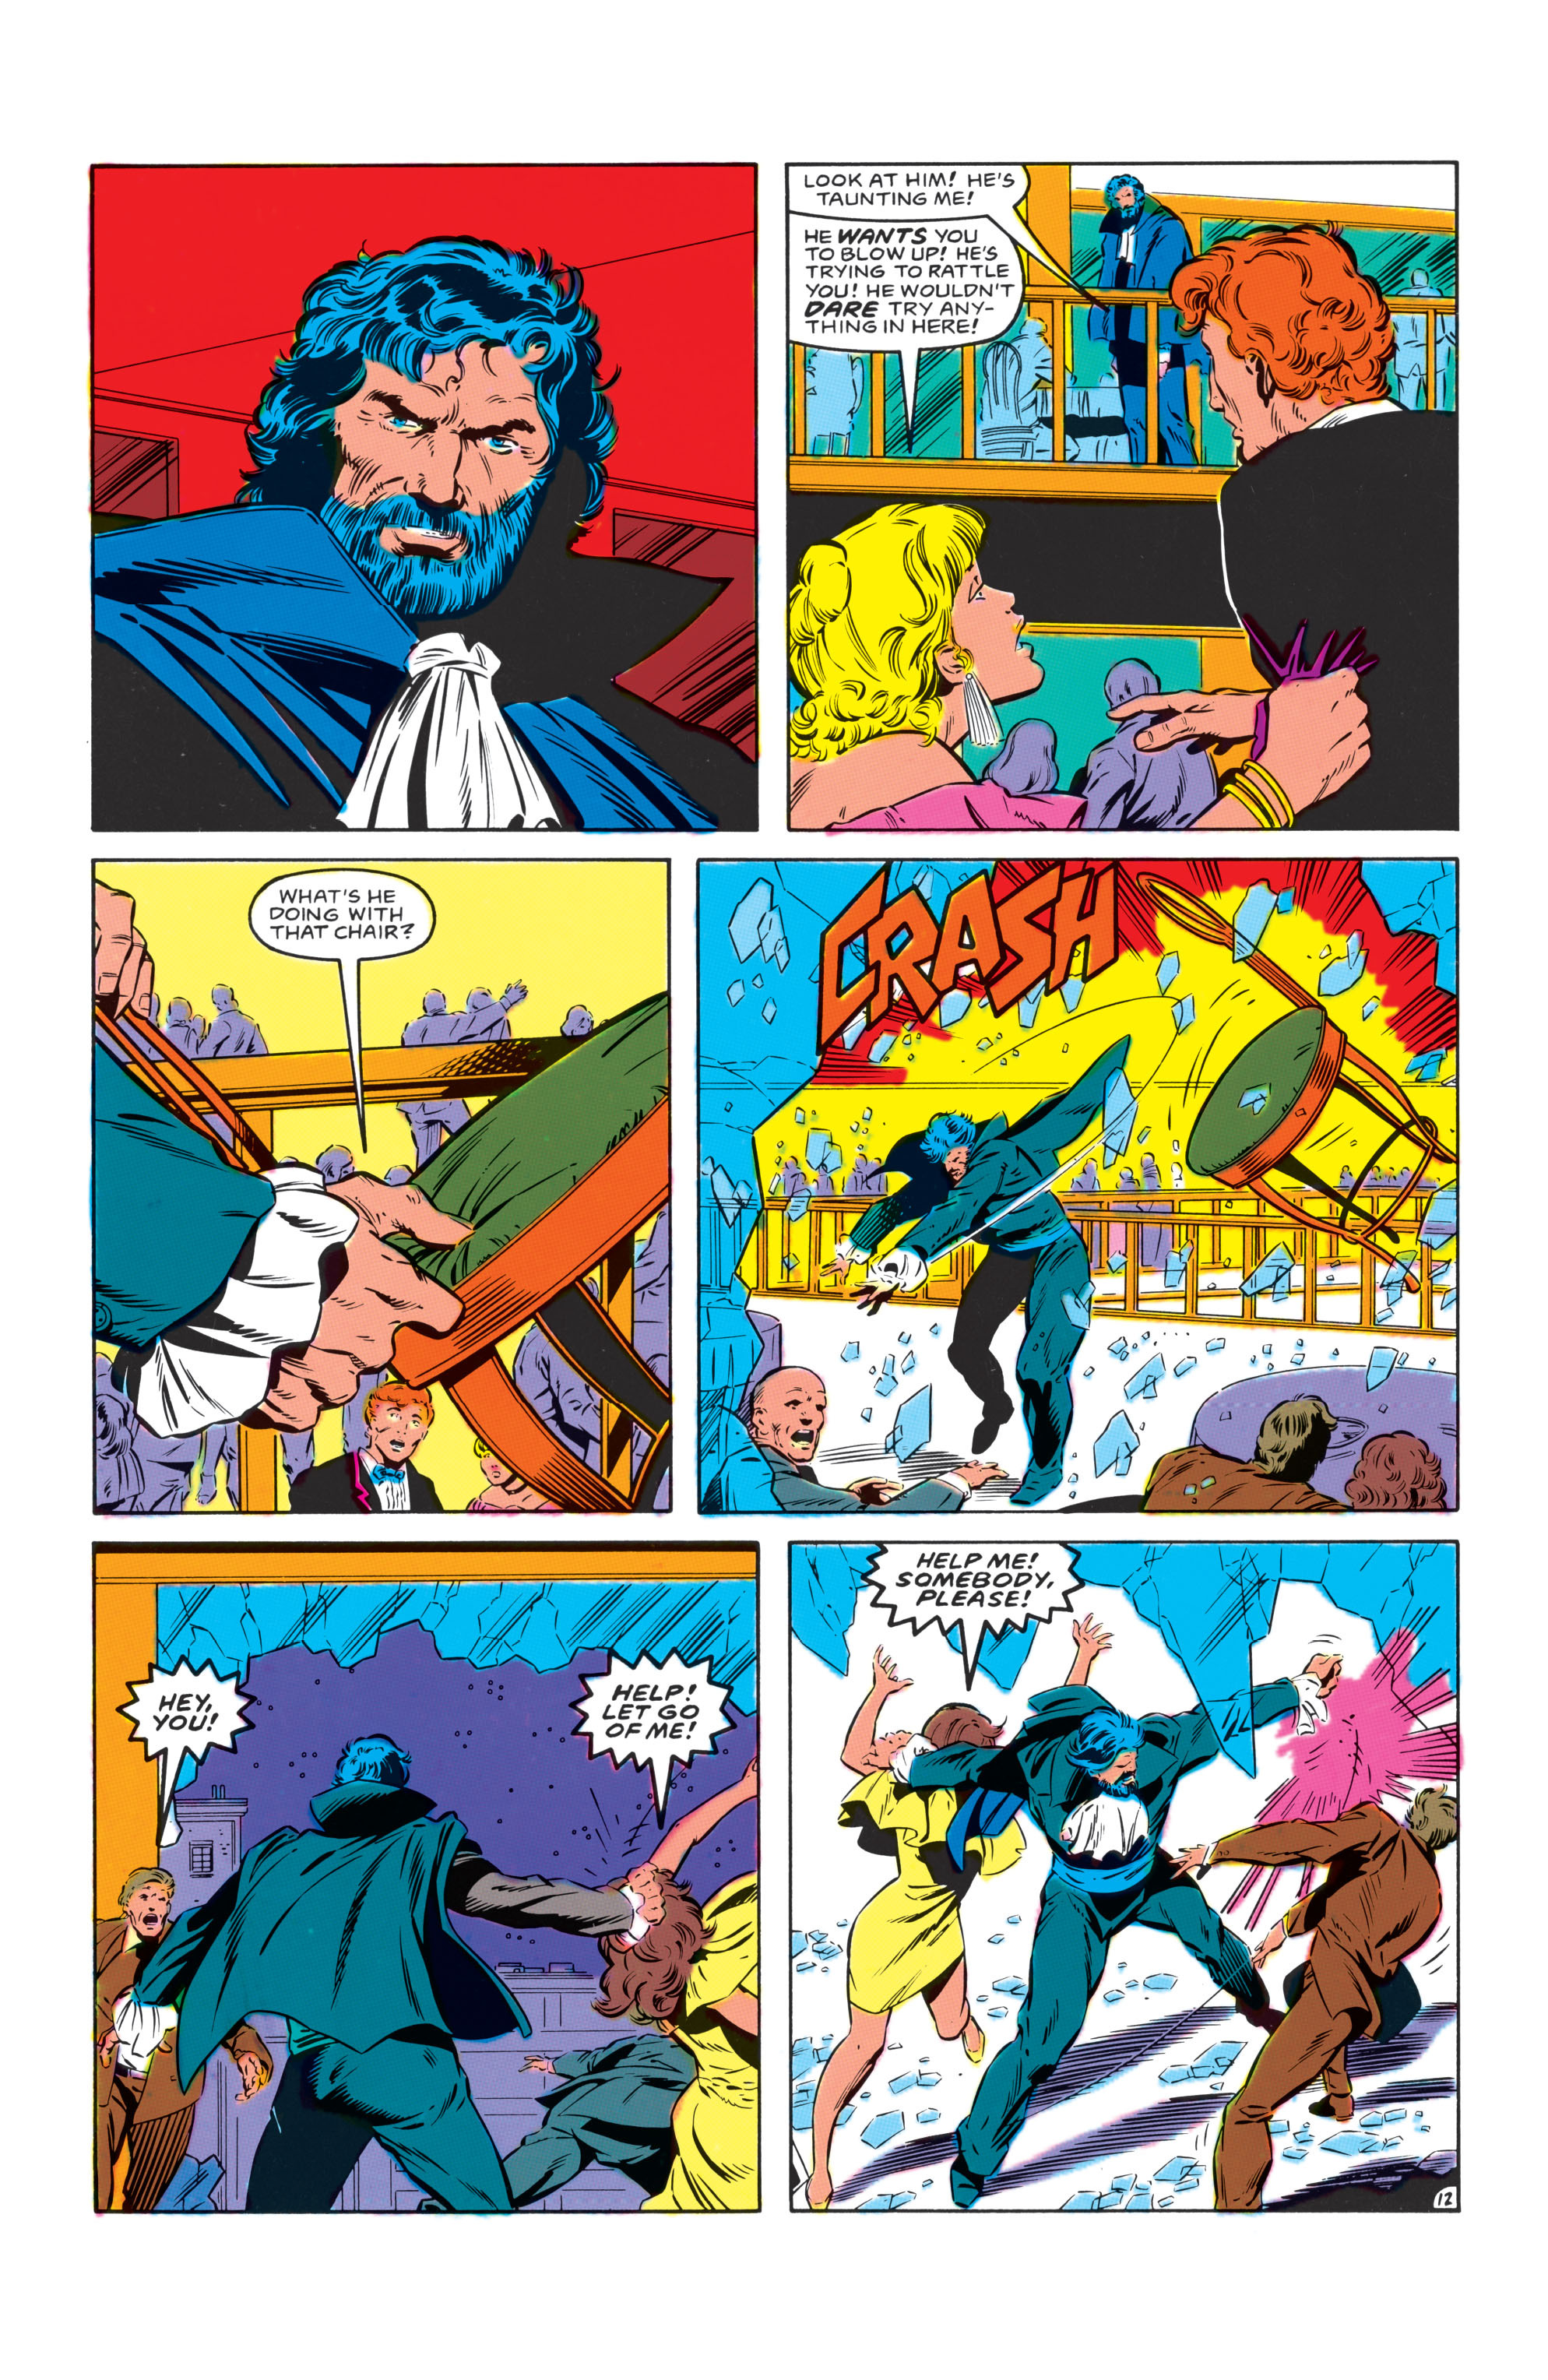 LOOK AT HIM! HE'S
TAUNTING ME!
HE WANTS YOU
TO BLOW UP! HE'S
TRYING TO RATTLE
YOU! HE WOULDN'T
DARE TRY ANY-
THING IN HERE!
WHAT'S HE
DOING WITH
THAT CHAIR?
CRASH
HEY,
YOU!
HELP!
LET GO
OF ME!
HELP ME!
SOMEBODY,
PLEASE!
12